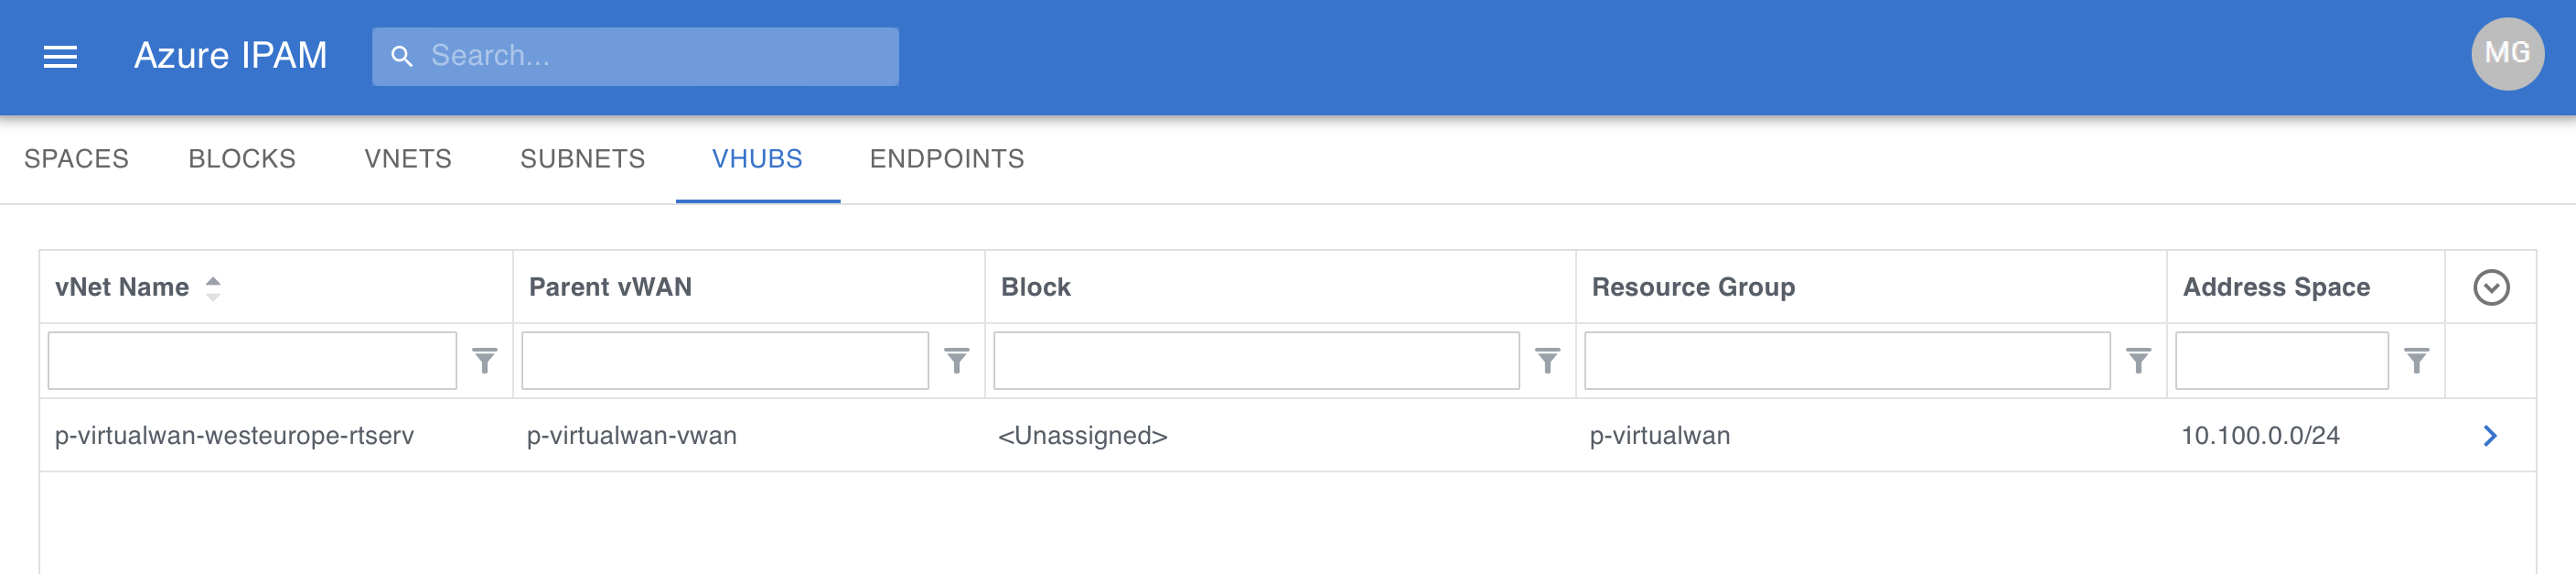 Azure IPAM Search... MG
SPACES BLOCKS VNETS SUBNETS VHUBS ENDPOINTS
vNet Name Parent vWAN Block Resource Group Address Space
p-virtualwan-westeurope-rtserv p-virtualwan-vwan <Unassigned> p-virtualwan 10.100.0.0/24